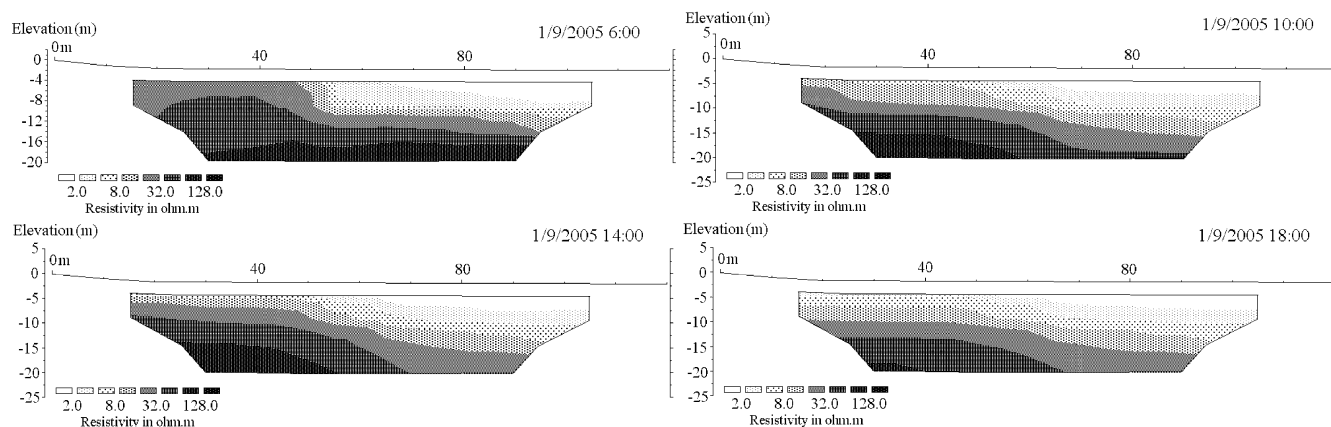 Elevation (m)
1/9/2005 6:00
0m
40
80
0
-4
-8
-12
-16
-20
2.0 8.0 32.0 128.0
Resistivity in ohm.m
Elevation (m)
1/9/2005 10:00
5
0m
40
80
0
-5
-10
-15
-20
-25
2.0 8.0 32.0 128.0
Resistivity in ohm.m
Elevation (m)
1/9/2005 14:00
5
0m
40
80
0
-5
-10
-15
-20
-25
2.0 8.0 32.0 128.0
Resistivity in ohm.m
Elevation (m)
1/9/2005 18:00
5
0m
40
80
0
-5
-10
-15
-20
-25
2.0 8.0 32.0 128.0
Resistivity in ohm.m